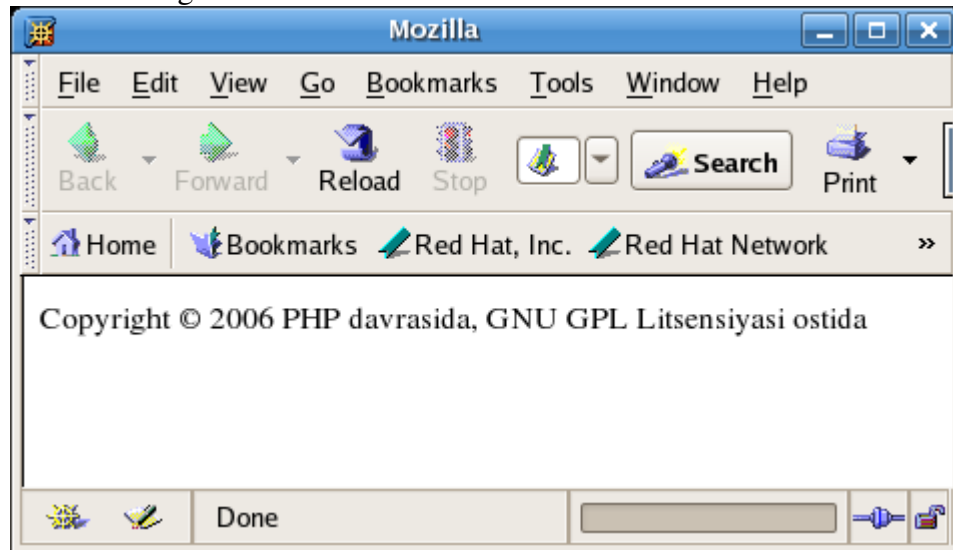 Mozilla
File Edit View Go Bookmarks Tools Window Help
Back Forward Reload Stop Search Print
Home Bookmarks Red Hat, Inc. Red Hat Network »
Copyright © 2006 PHP davrasida, GNU GPL Litsensiyasi ostida
Done